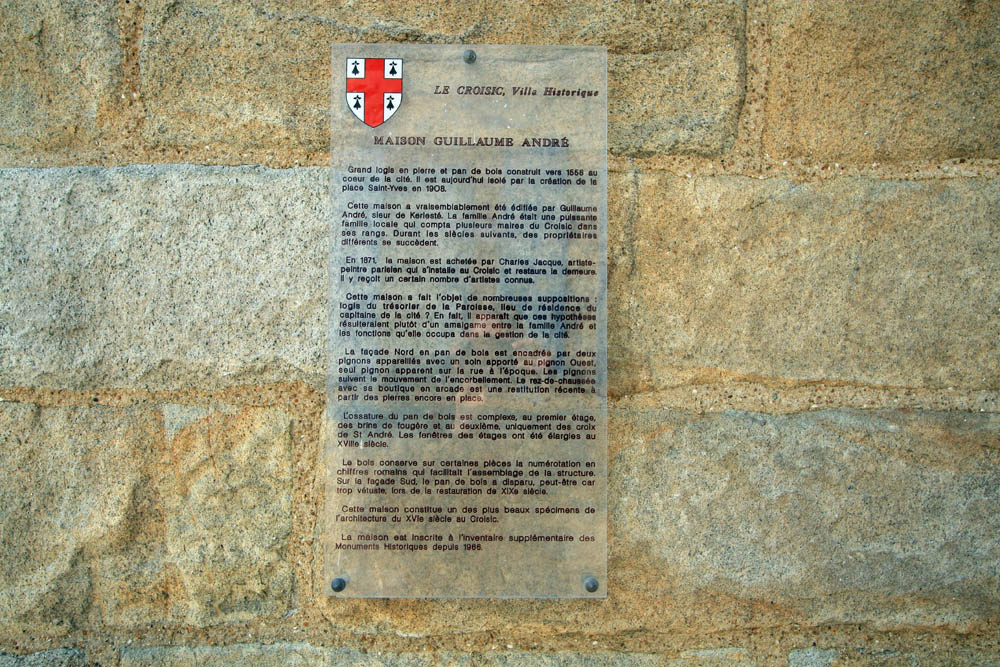 LE CROISIC, Ville Historique
MAISON GUILLAUME ANDRÉ
Grand logis en pierre et pan de bois construit vers 1558 au
coeur de la cité. Il est aujourd'hui isolé par la création de la
place Saint-Yves en 1908.
Cette maison a vraisemblablement été édifiée par Guillaume
André, sieur de Kerlesté. La famille André était une puissante
famille locale qui compta plusieurs maires du Croisic dans
ses rangs. Durant les siècles suivants, des propriétaires
différents se succèdent.
En 1871, la maison est achetée par Charles Jacque, artiste-
peintre parisien qui s'installe au Croisic et restaure la demeure.
Il y reçoit un certain nombre d'artistes connus.
Cette maison a fait l'objet de nombreuses suppositions :
logis du trésorier de la Paroisse, lieu de résidence du
capitaine de la cité ? En fait, il apparaît que ces hypothèses
résulteraient plutôt d'un amalgame entre la famille André et
les fonctions qu'elle occupa dans la gestion de la cité.
La façade Nord en pan de bois est encadrée par deux
pignons appareillés avec un soin apporté au pignon Ouest,
seul pignon apparent sur la rue à l'époque. Les pignons
suivent le mouvement de l'encorbellement. Le raz-de-chaussée
avec sa boutique en arcade est une restitution récente à
partir des pierres encore en place.
L'ossature du pan de bois est complexe, au premier étage,
des brins de fougère et au deuxième, uniquement des croix
de St André. Les fenêtres des étages ont été élargies au
XVIIIe siècle.
Le bois conserve sur certaines pièces la numérotation en
chiffres romains qui facilitait l'assemblage de la structure.
Sur la façade Sud, le pan de bois a disparu, peut-être car
trop vétuste, lors de la restauration de XIXe siècle.
Cette maison constitue un des plus beaux spécimens de
l'architecture du XVIe siècle au Croisic.
La maison est inscrite à l'inventaire supplémentaire des
Monuments Historiques depuis 1966.